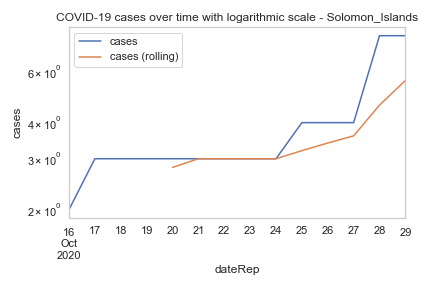 COVID-19 cases over time with logarithmic scale - Solomon_Islands
cases
cases (rolling)
6 × 10⁰
4 × 10⁰
3 × 10⁰
2 × 10⁰
cases
16 17 18 19 20 21 22 23 24 25 26 27 28 29
Oct
2020
dateRep